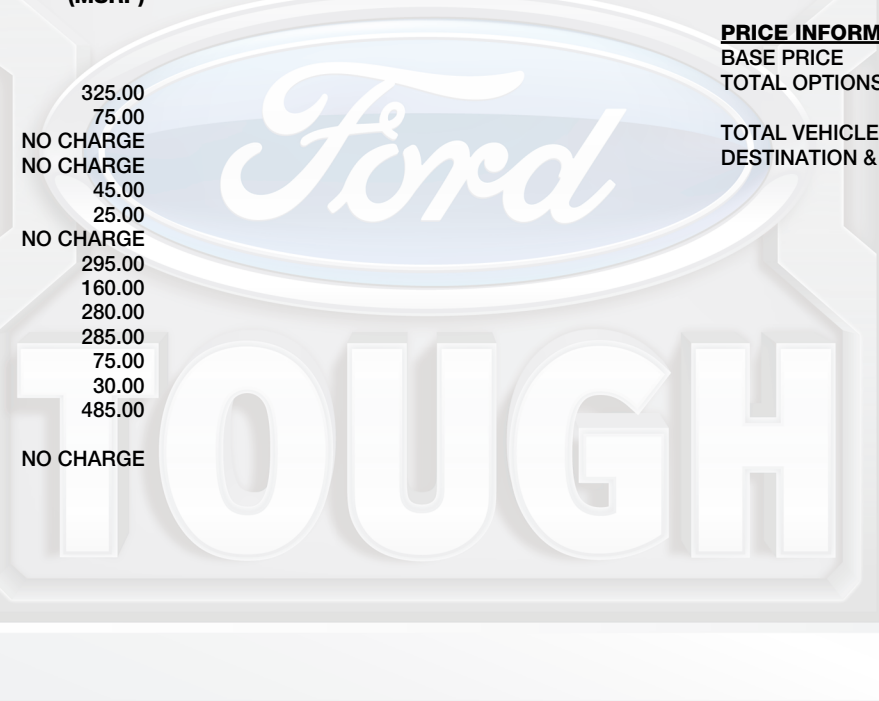 (MSRP)
325.00
75.00
NO CHARGE
NO CHARGE
45.00
25.00
NO CHARGE
295.00
160.00
280.00
285.00
75.00
30.00
485.00
NO CHARGE
PRICE INFORM
BASE PRICE
TOTAL OPTIONS
TOTAL VEHICLE
DESTINATION &
Ford
TOUGH